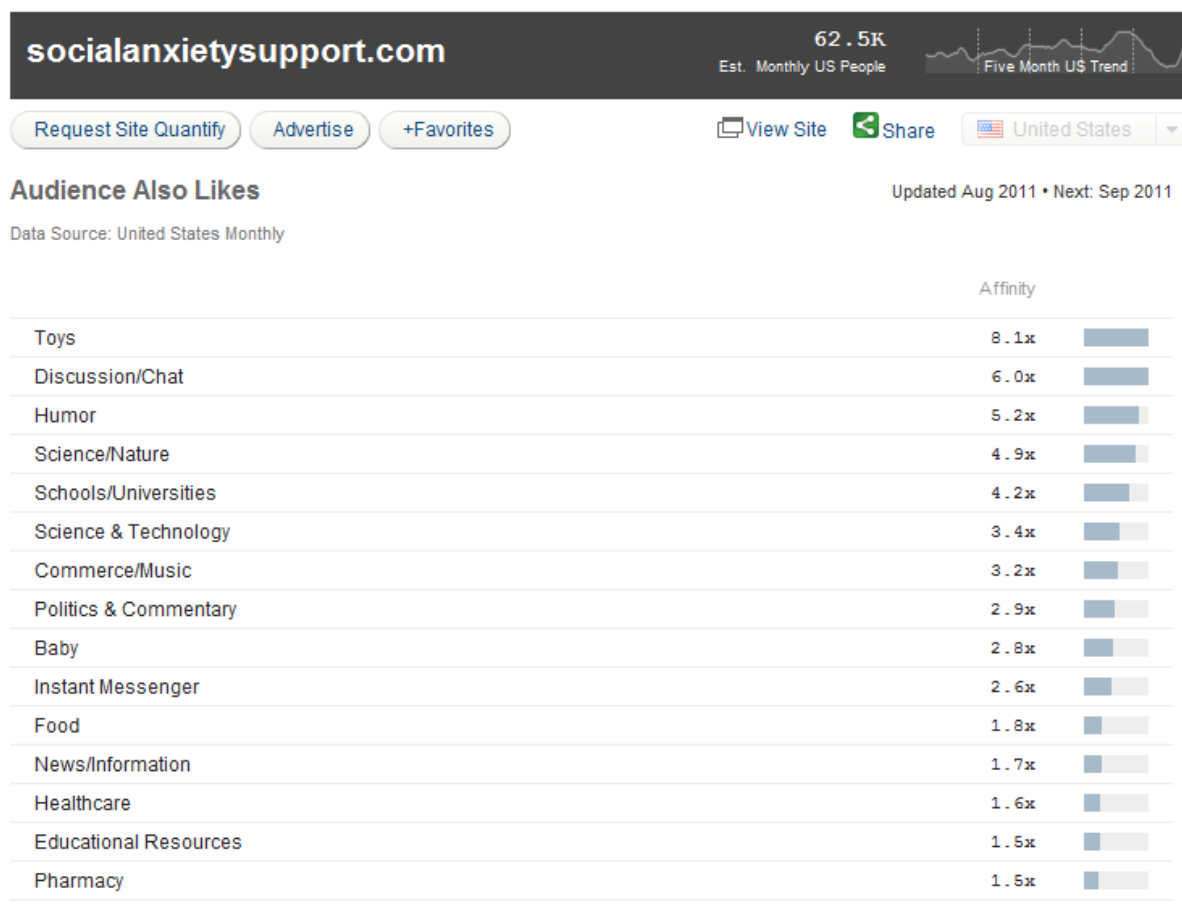 socialanxietysupport.com
62.5K
Est. Monthly US People
Five Month US Trend
Request Site Quantify Advertise +Favorites View Site Share United States
Audience Also Likes Updated Aug 2011 • Next: Sep 2011
Data Source: United States Monthly
Affinity
Toys 8.1x
Discussion/Chat 6.0x
Humor 5.2x
Science/Nature 4.9x
Schools/Universities 4.2x
Science & Technology 3.4x
Commerce/Music 3.2x
Politics & Commentary 2.9x
Baby 2.8x
Instant Messenger 2.6x
Food 1.8x
News/Information 1.7x
Healthcare 1.6x
Educational Resources 1.5x
Pharmacy 1.5x